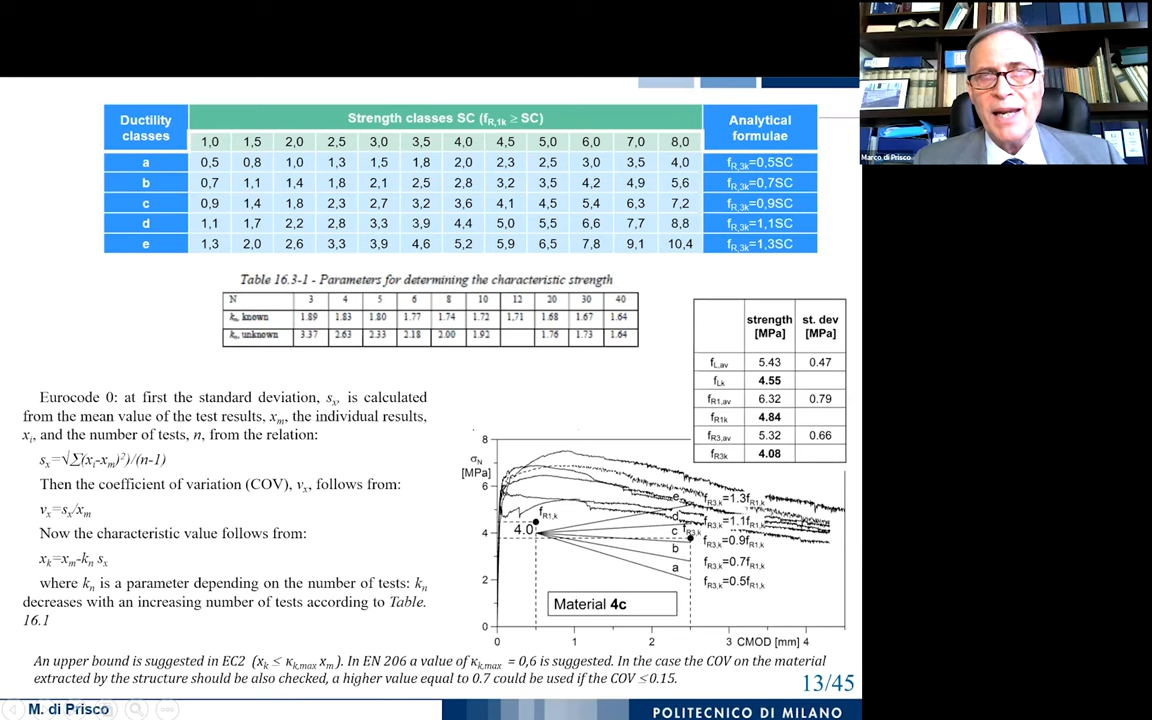 Marco di Prisco
Ductility classes Strength classes SC (fR,1k ≥ SC) Analytical formulae
1,0 1,5 2,0 2,5 3,0 3,5 4,0 4,5 5,0 6,0 7,0 8,0
a 0,5 0,8 1,0 1,3 1,5 1,8 2,0 2,3 2,5 3,0 3,5 4,0 fR,3k=0,5SC
b 0,7 1,1 1,4 1,8 2,1 2,5 2,8 3,2 3,5 4,2 4,9 5,6 fR,3k=0,7SC
c 0,9 1,4 1,8 2,3 2,7 3,2 3,6 4,1 4,5 5,4 6,3 7,2 fR,3k=0,9SC
d 1,1 1,7 2,2 2,8 3,3 3,9 4,4 5,0 5,5 6,6 7,7 8,8 fR,3k=1,1SC
e 1,3 2,0 2,6 3,3 3,9 4,6 5,2 5,9 6,5 7,8 9,1 10,4 fR,3k=1,3SC
Table 16.3-1 - Parameters for determining the characteristic strength
N 3 4 5 6 8 10 12 20 30 40
kn, known 1.89 1.83 1.80 1.77 1.74 1.72 1,71 1.68 1.67 1.64
kn, unknown 3.37 2.63 2.33 2.18 2.00 1.92 1.76 1.73 1.64
strength [MPa] st. dev [MPa]
fL,av 5.43 0.47
fLk 4.55
fR1,av 6.32 0.79
fR1k 4.84
fR3,av 5.32 0.66
fR3k 4.08
Eurocode 0: at first the standard deviation, sx, is calculated
from the mean value of the test results, xm, the individual results,
xi, and the number of tests, n, from the relation:
sx=√∑(xi-xm)²)/(n-1)
Then the coefficient of variation (COV), vx, follows from:
vx=sx/xm
Now the characteristic value follows from:
xk=xm-kn sx
where kn is a parameter depending on the number of tests: kn
decreases with an increasing number of tests according to Table.
16.1
8
σN
[MPa]
6
4
2
0
fR1,k
4.0
fR3,k
e fR3,k=1.3fR1,k
d fR3,k=1.1fR1,k
c fR3,k=0.9fR1,k
b fR3,k=0.7fR1,k
a fR3,k=0.5fR1,k
Material 4c
0 1 2 3 CMOD [mm] 4
An upper bound is suggested in EC2 (xk ≤ κk,max xm). In EN 206 a value of κk,max = 0,6 is suggested. In the case the COV on the material
extracted by the structure should be also checked, a higher value equal to 0.7 could be used if the COV ≤0.15.
13/45
M. di Prisco
POLITECNICO DI MILANO